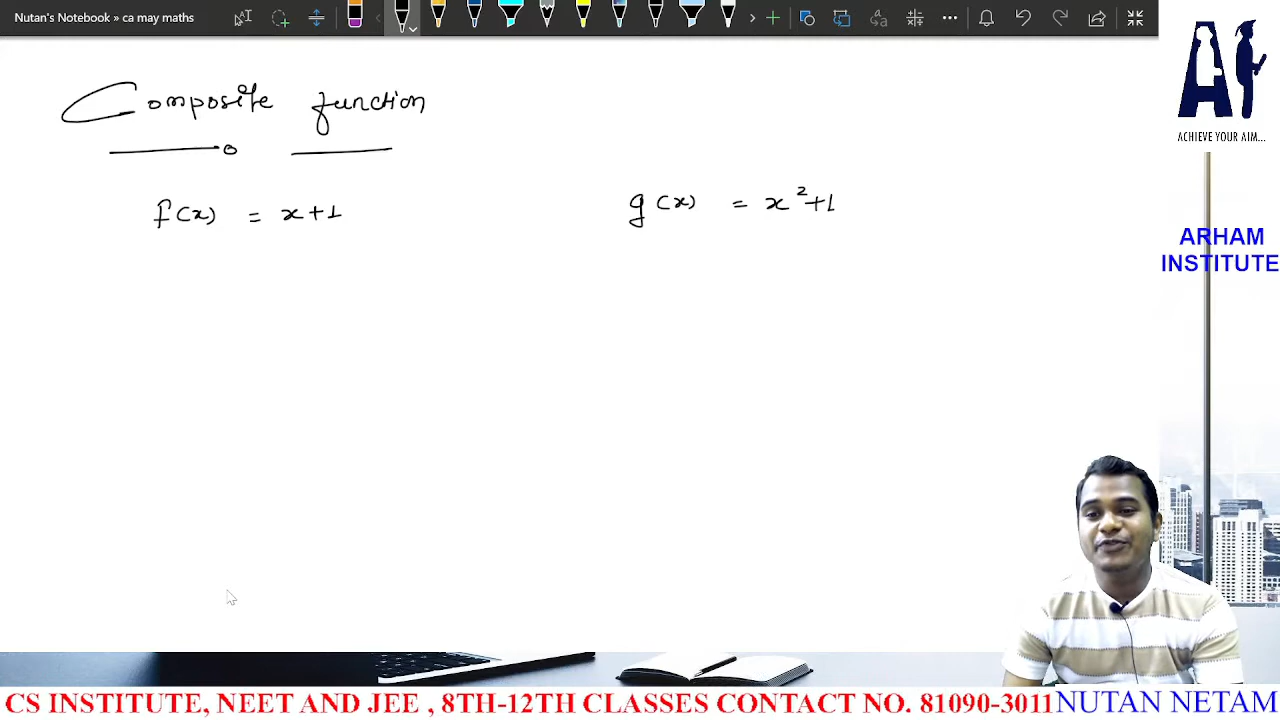 Nutan's Notebook » ca may maths
Composite function
f(x) = x+1
g(x) = x²+1
ACHIEVE YOUR AIM...
ARHAM
INSTITUTE
CS INSTITUTE, NEET AND JEE , 8TH-12TH CLASSES CONTACT NO. 81090-3011
NUTAN NETAM